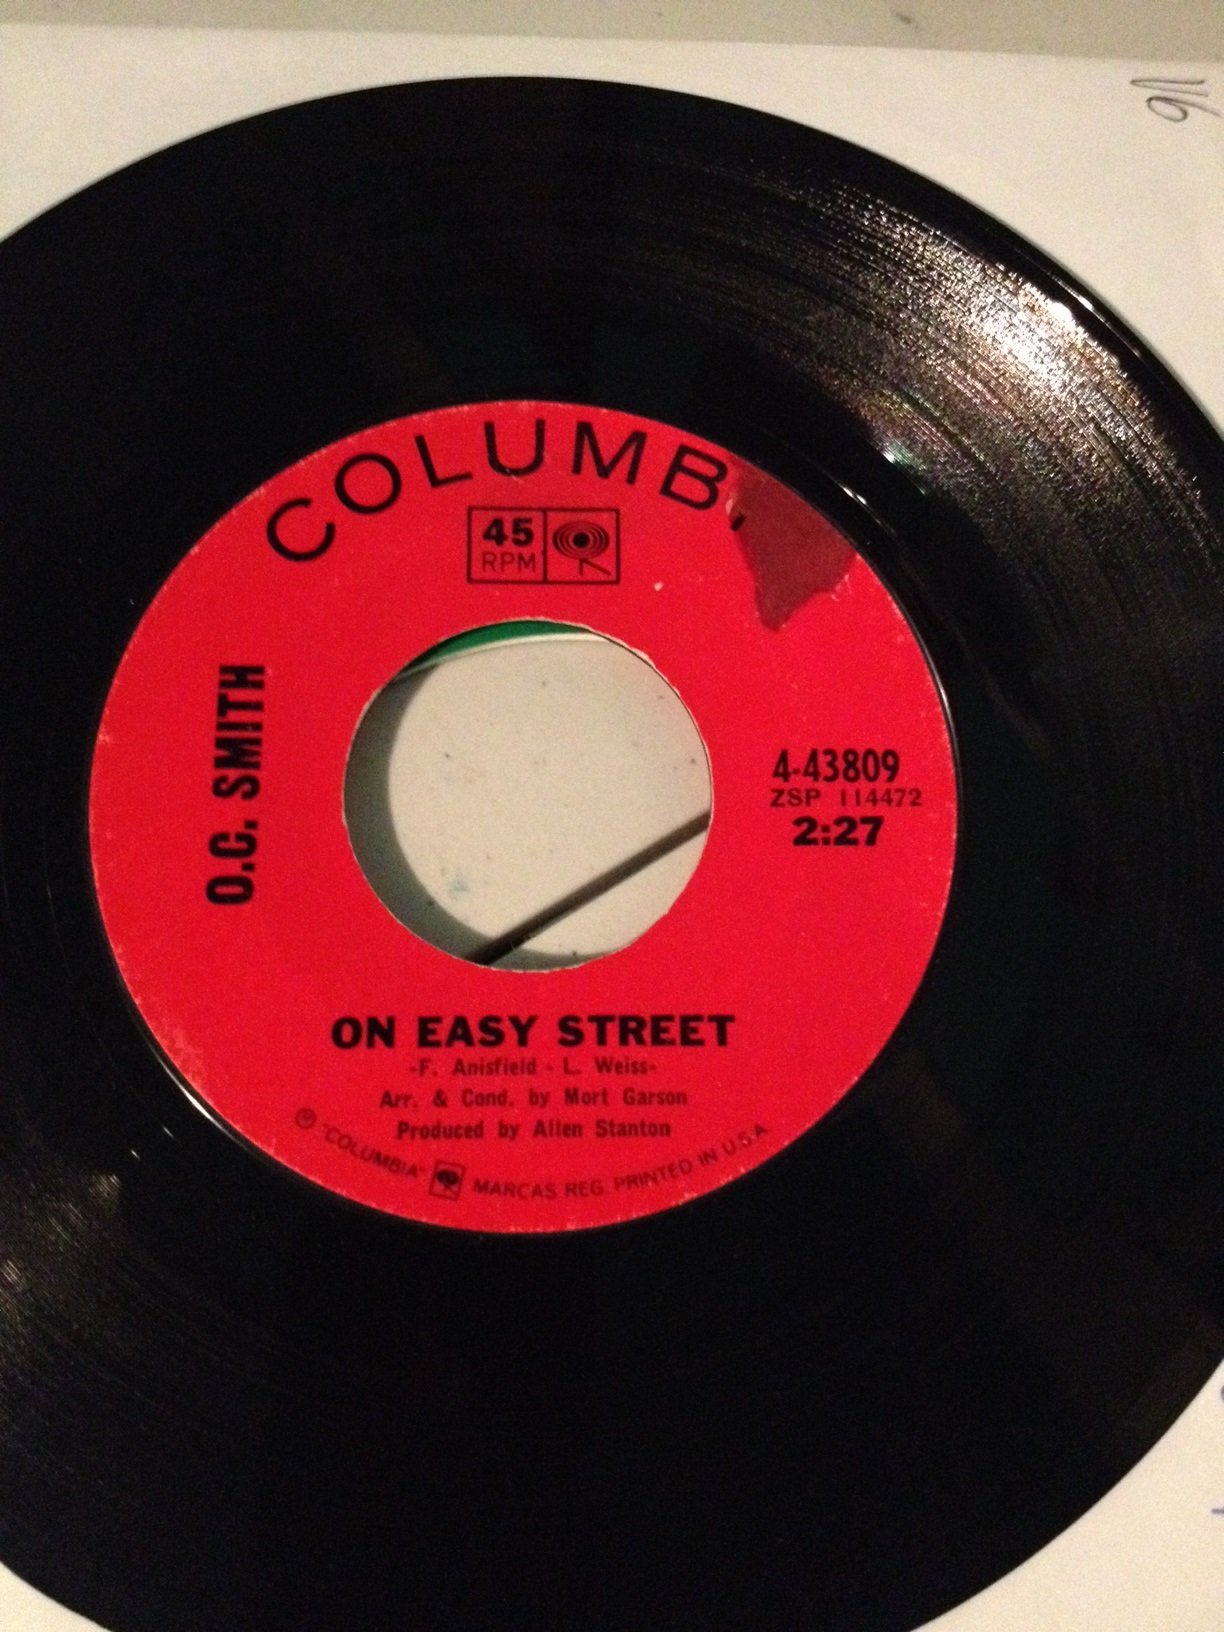 COLUMB
45
RPM
O.C. SMITH
4-43809
ZSP 114472
2:27
ON EASY STREET
-F. Anisfield - L. Weiss-
Arr. & Cond. by Mort Garson
Produced by Allen Stanton
℗ "COLUMBIA" MARCAS REG. PRINTED IN U.S.A.